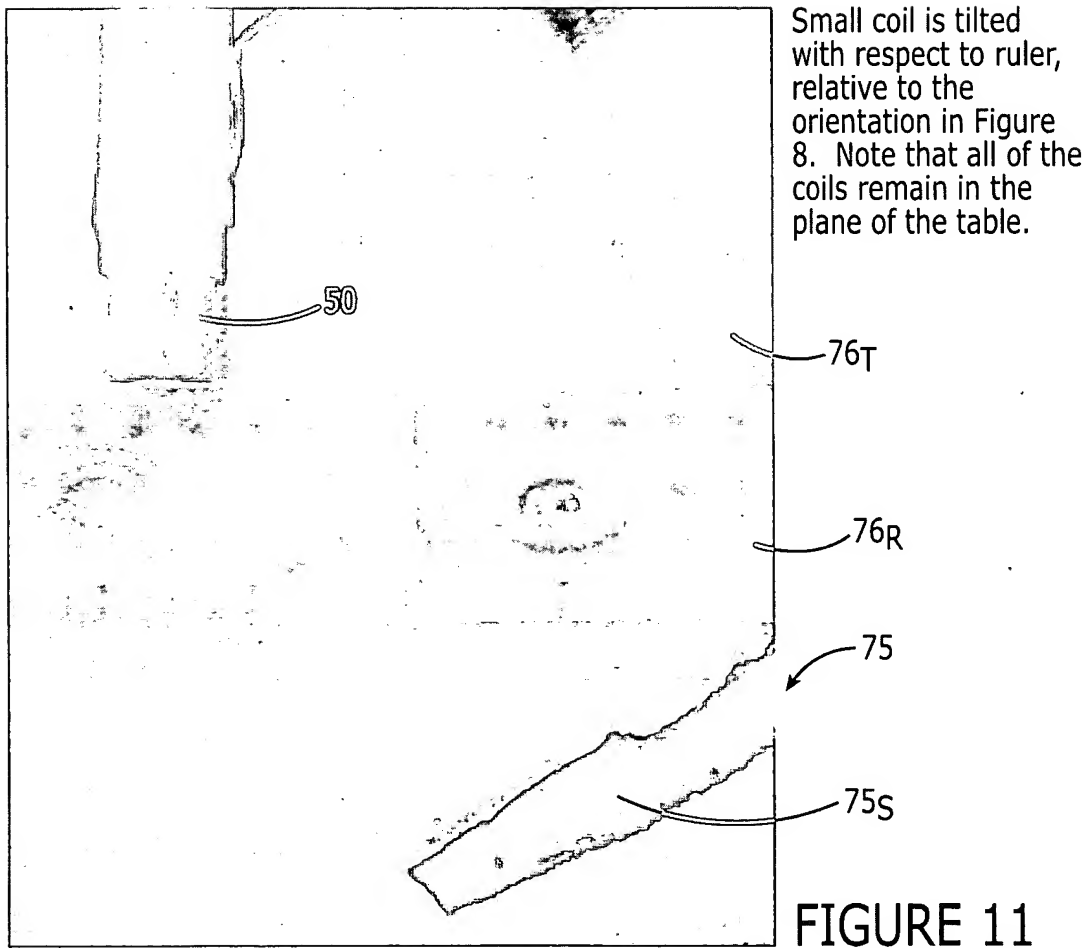 Small coil is tilted
with respect to ruler,
relative to the
orientation in Figure
8. Note that all of the
coils remain in the
plane of the table.
50
76T
76R
75
75S
FIGURE 11